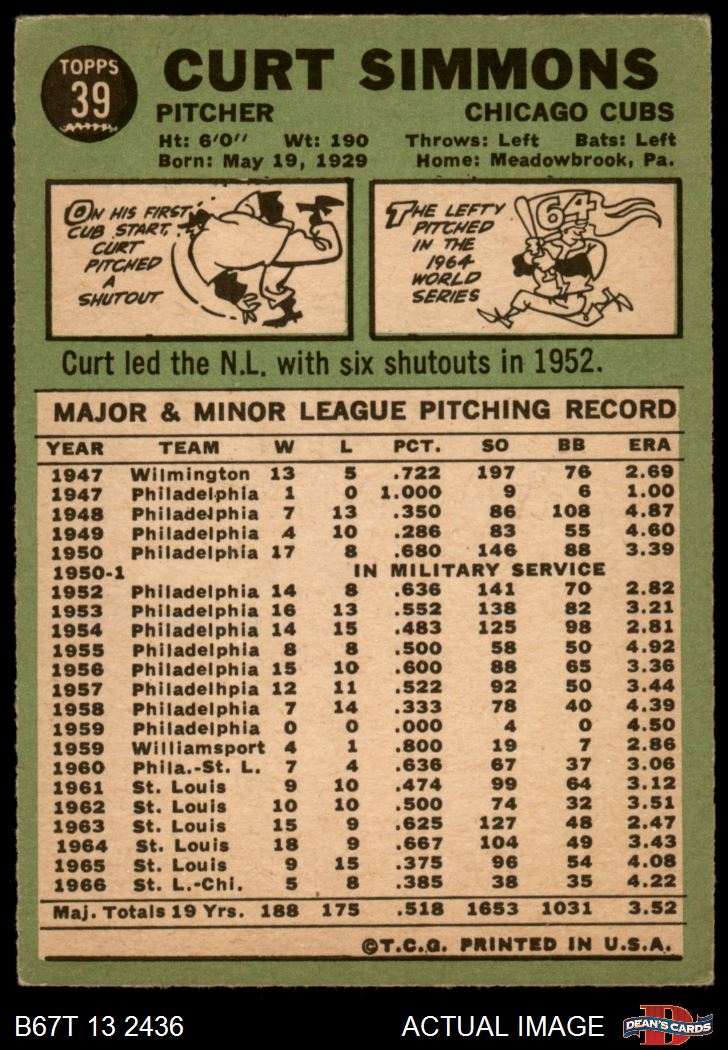 TOPPS
39
CURT SIMMONS
PITCHER CHICAGO CUBS
Ht: 6'0'' Wt: 190 Throws: Left Bats: Left
Born: May 19, 1929 Home: Meadowbrook, Pa.
ON HIS FIRST
CUB START,
CURT
PITCHED
A
SHUTOUT
THE LEFTY
PITCHED
IN THE
1964
WORLD
SERIES
64
Curt led the N.L. with six shutouts in 1952.
MAJOR & MINOR LEAGUE PITCHING RECORD
YEAR TEAM W L PCT. SO BB ERA
1947 Wilmington 13 5 .722 197 76 2.69
1947 Philadelphia 1 0 1.000 9 6 1.00
1948 Philadelphia 7 13 .350 86 108 4.87
1949 Philadelphia 4 10 .286 83 55 4.60
1950 Philadelphia 17 8 .680 146 88 3.39
1950-1 IN MILITARY SERVICE
1952 Philadelphia 14 8 .636 141 70 2.82
1953 Philadelphia 16 13 .552 138 82 3.21
1954 Philadelphia 14 15 .483 125 98 2.81
1955 Philadelphia 8 8 .500 58 50 4.92
1956 Philadelphia 15 10 .600 88 65 3.36
1957 Philadelhpia 12 11 .522 92 50 3.44
1958 Philadelphia 7 14 .333 78 40 4.39
1959 Philadelphia 0 0 .000 4 0 4.50
1959 Williamsport 4 1 .800 19 7 2.86
1960 Phila.-St. L. 7 4 .636 67 37 3.06
1961 St. Louis 9 10 .474 99 64 3.12
1962 St. Louis 10 10 .500 74 32 3.51
1963 St. Louis 15 9 .625 127 48 2.47
1964 St. Louis 18 9 .667 104 49 3.43
1965 St. Louis 9 15 .375 96 54 4.08
1966 St. L.-Chi. 5 8 .385 38 35 4.22
Maj. Totals 19 Yrs. 188 175 .518 1653 1031 3.52
©T.C.G. PRINTED IN U.S.A.
B67T 13 2436 ACTUAL IMAGE
D
DEAN'S CARDS